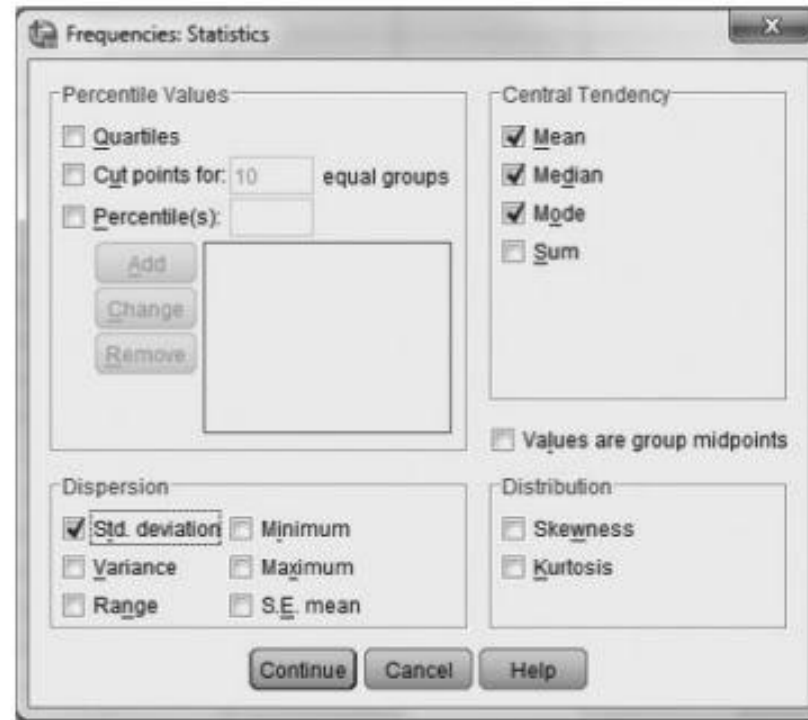 Frequencies: Statistics
Percentile Values
Quartiles
Cut points for: 10 equal groups
Percentile(s):
Add
Change
Remove
Central Tendency
Mean
Median
Mode
Sum
Values are group midpoints
Dispersion
Std. deviation Minimum
Variance Maximum
Range S.E. mean
Distribution
Skewness
Kurtosis
Continue Cancel Help